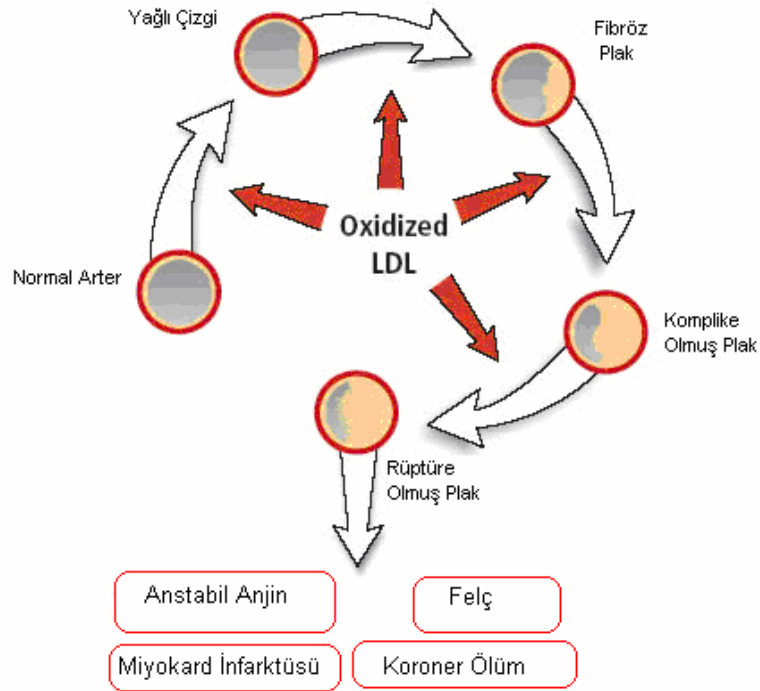 Yağlı Çizgi
Fibröz
Plak
Oxidized
LDL
Normal Arter
Komplike
Olmuş Plak
Rüptüre
Olmuş Plak
Anstabil Anjin
Felç
Miyokard İnfarktüsü
Koroner Ölüm